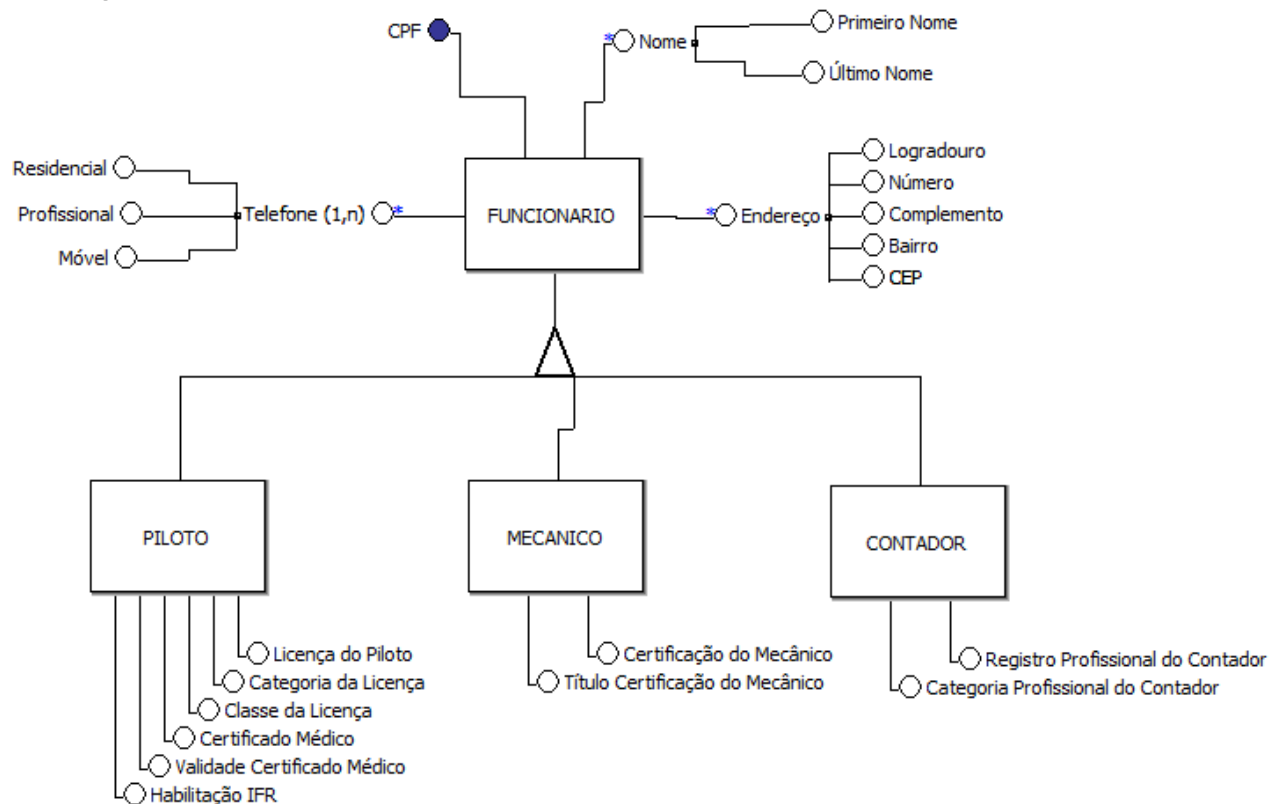 CPF
* Nome
Primeiro Nome
Último Nome
Residencial
Profissional
Móvel
Telefone (1,n) *
FUNCIONARIO
* Endereço
Logradouro
Número
Complemento
Bairro
CEP
PILOTO
MECANICO
CONTADOR
Licença do Piloto
Categoria da Licença
Classe da Licença
Certificado Médico
Validade Certificado Médico
Habilitação IFR
Certificação do Mecânico
Título Certificação do Mecânico
Registro Profissional do Contador
Categoria Profissional do Contador